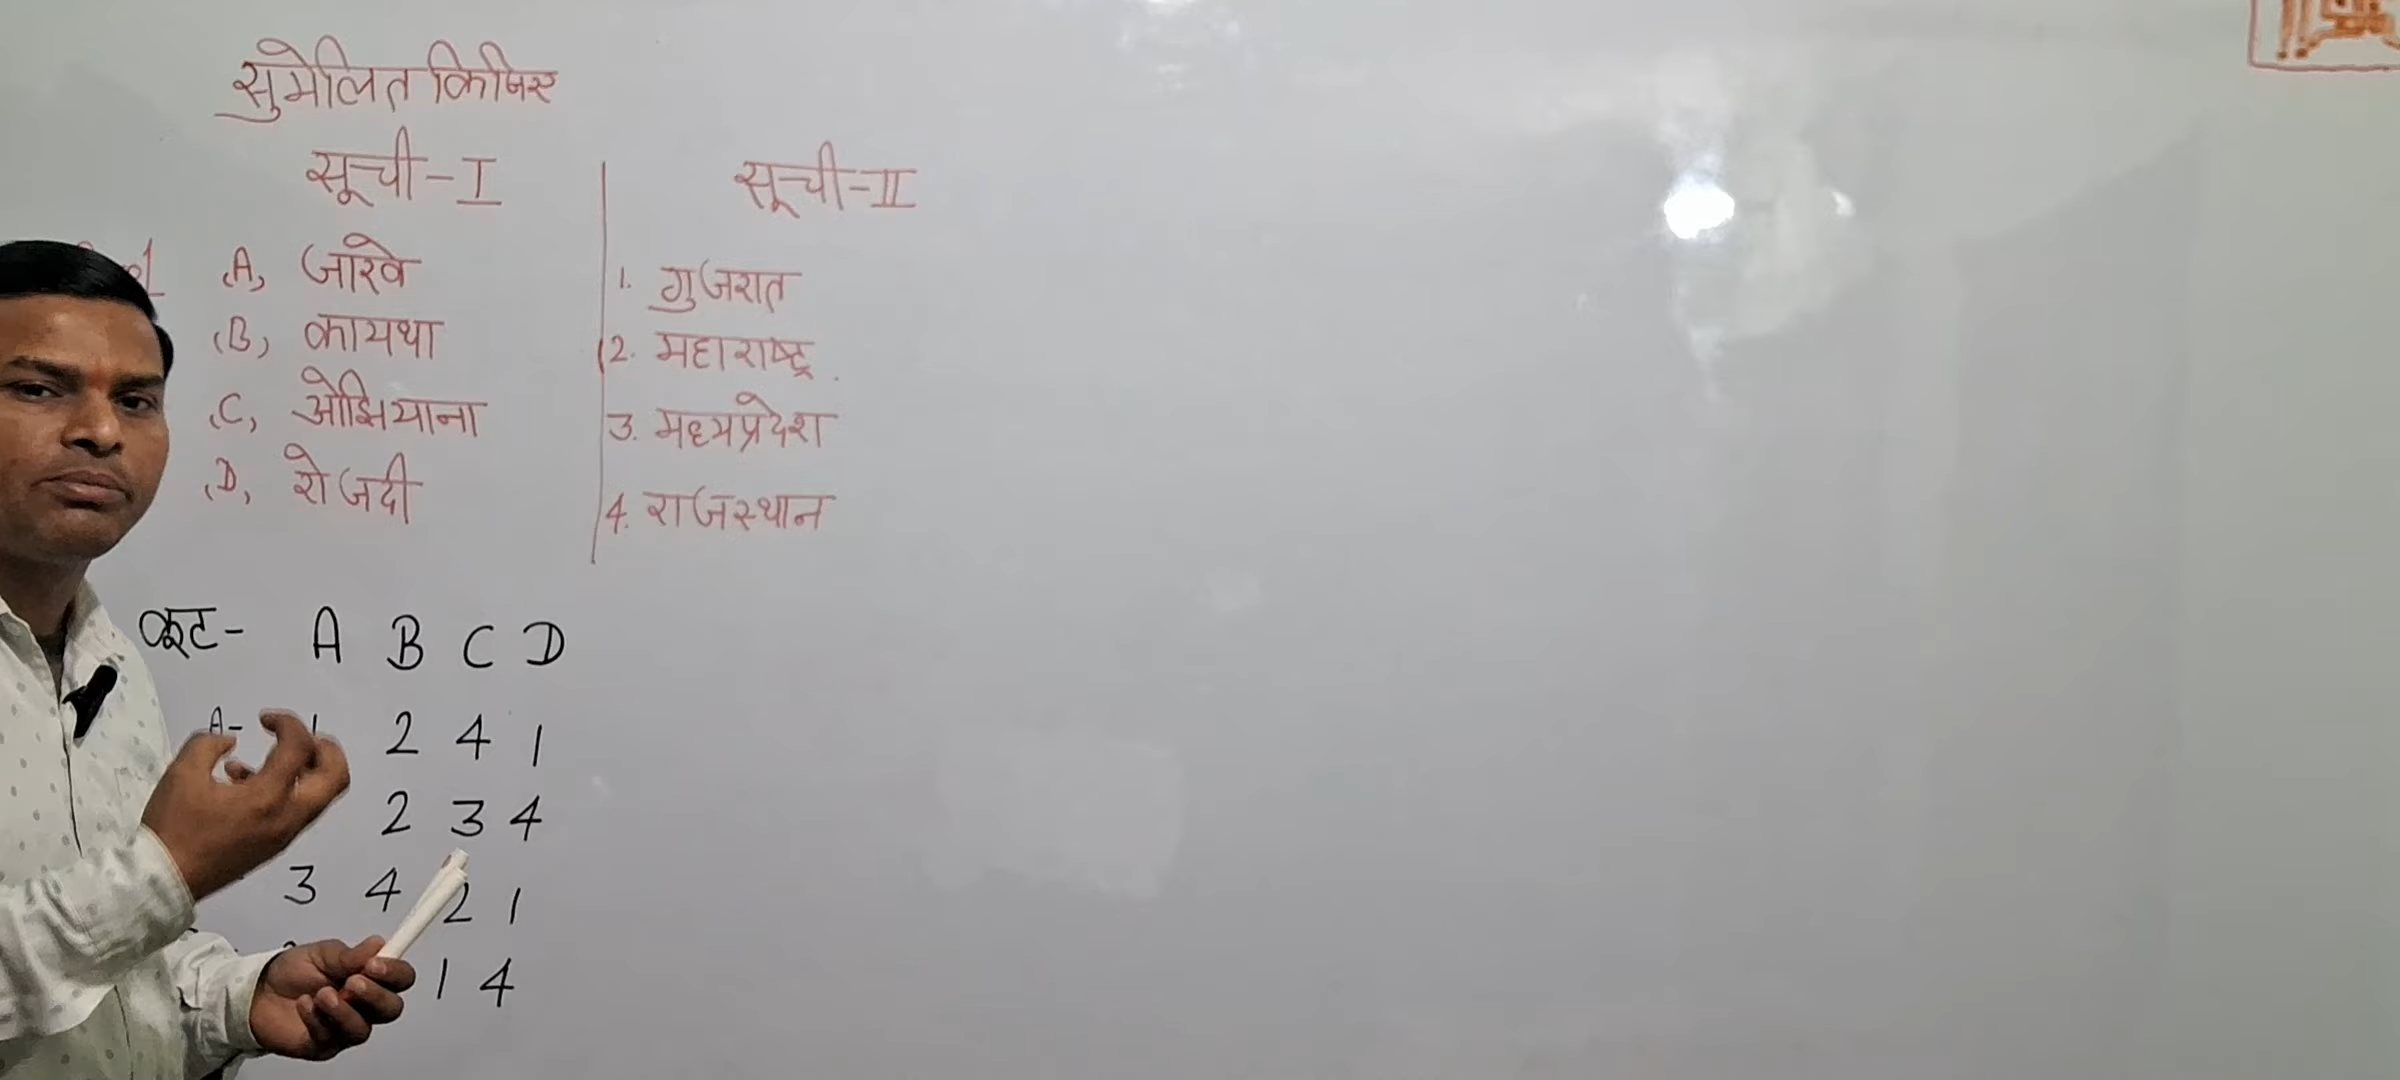 सुमेलित किजिए
सूची-I सूची-II
A, जोरवे 1. गुजरात
(B) कायथा 2. महाराष्ट्र
(C, ओझियाना 3. मध्यप्रेदश
(D, रोजदी 4. राजस्थान
कूट- A B C D
A- 1 2 4 1
2 3 4
3 4 2 1
1 4